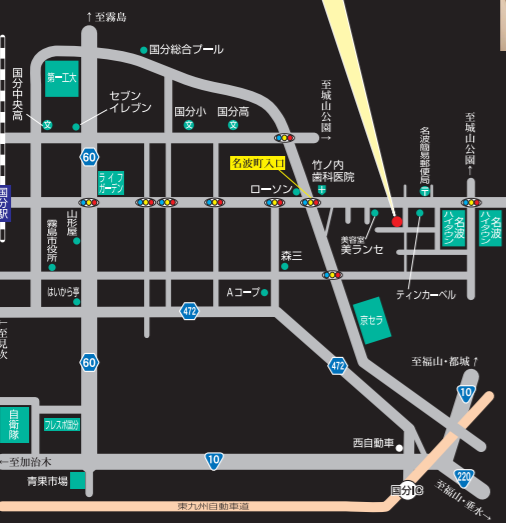 ↑至霧島
国分総合プール
国分中央高
第一工大
セブン
イレブン
文
国分小
文
国分高
文
至城山公園→
名波簡易郵便局
至城山公園↑
60
名波町入口
竹ノ内
歯科医院
ライフ
ガーデン
ローソン
国分駅
山形屋
霧島市役所
美容室
美ランセ
名波
ハイタウン
名波
ハイタウン
森三
はいから亭
Aコープ
ティンカーベル
472
京セラ
←至見次
60
472
至福山・都城↑
10
自衛隊
フレスポ国分
西自動車
←至加治木
10
青果市場
国分IC
220
至福山・垂水→
東九州自動車道